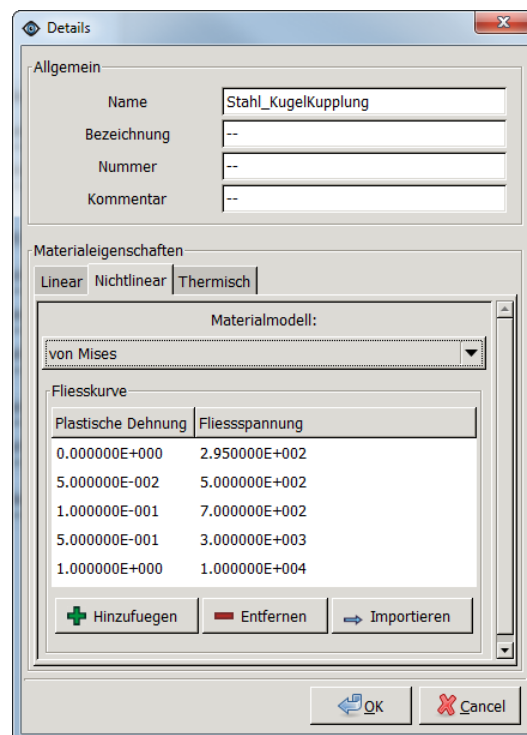 Details
Allgemein
Name Stahl_KugelKupplung
Bezeichnung --
Nummer --
Kommentar --
Materialeigenschaften
Linear Nichtlinear Thermisch
Materialmodell:
von Mises
Fliesskurve
Plastische Dehnung Fliessspannung
0.000000E+000 2.950000E+002
5.000000E-002 5.000000E+002
1.000000E-001 7.000000E+002
5.000000E-001 3.000000E+003
1.000000E+000 1.000000E+004
Hinzufuegen Entfernen Importieren
OK Cancel